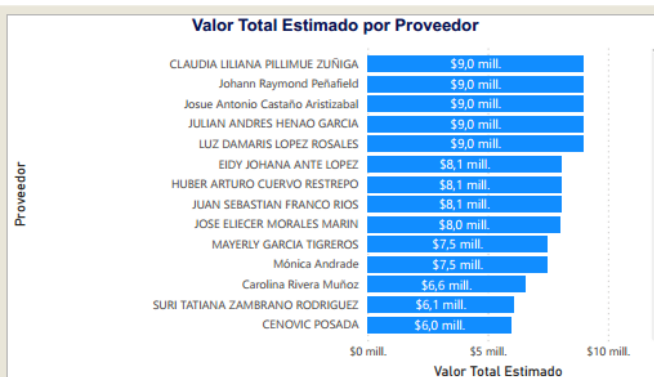 Valor Total Estimado por Proveedor
CLAUDIA LILIANA PILLIMUE ZUÑIGA $9,0 mill.
Johann Raymond Peñafield $9,0 mill.
Josue Antonio Castaño Aristizabal $9,0 mill.
JULIAN ANDRES HENAO GARCIA $9,0 mill.
LUZ DAMARIS LOPEZ ROSALES $9,0 mill.
EIDY JOHANA ANTE LOPEZ $8,1 mill.
HUBER ARTURO CUERVO RESTREPO $8,1 mill.
JUAN SEBASTIAN FRANCO RIOS $8,1 mill.
JOSE ELIECER MORALES MARIN $8,0 mill.
MAYERLY GARCIA TIGREROS $7,5 mill.
Mónica Andrade $7,5 mill.
Carolina Rivera Muñoz $6,6 mill.
SURI TATIANA ZAMBRANO RODRIGUEZ $6,1 mill.
CENOVIC POSADA $6,0 mill.
Proveedor
$0 mill. $5 mill. $10 mill.
Valor Total Estimado